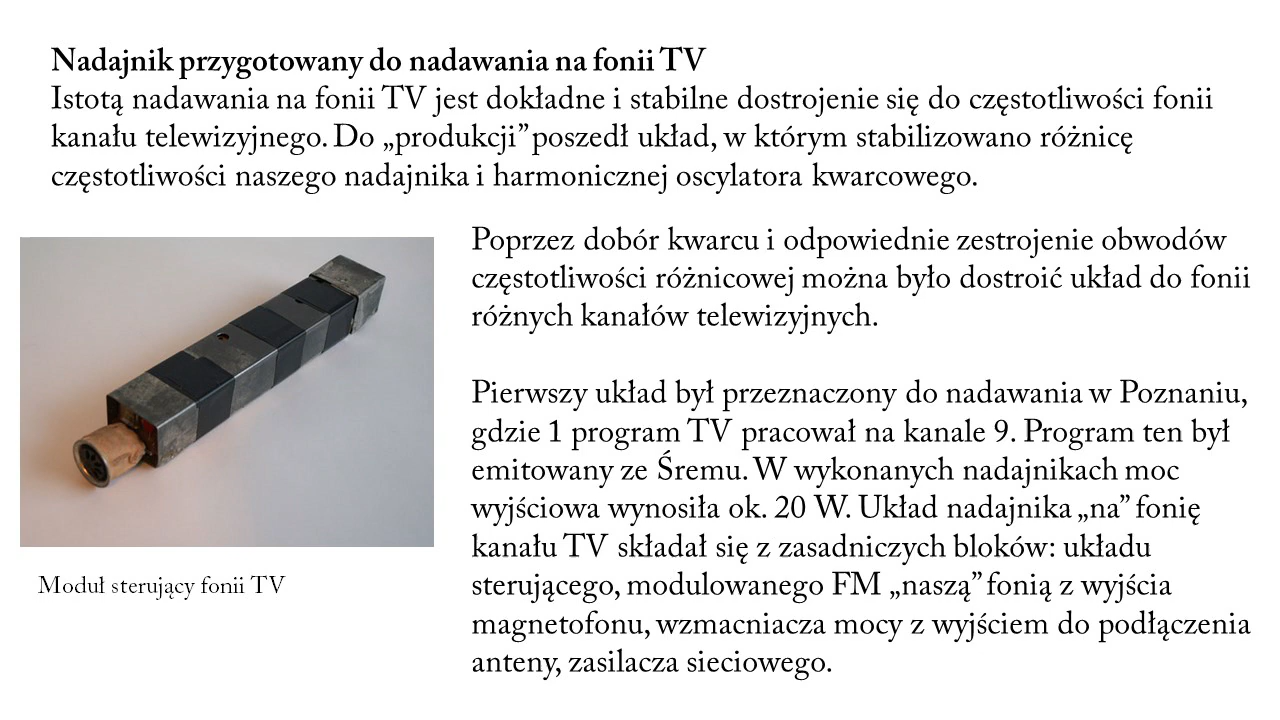 Nadajnik przygotowany do nadawania na fonii TV
Istotą nadawania na fonii TV jest dokładne i stabilne dostrojenie się do częstotliwości fonii
kanału telewizyjnego. Do „produkcji” poszedł układ, w którym stabilizowano różnicę
częstotliwości naszego nadajnika i harmonicznej oscylatora kwarcowego.
Poprzez dobór kwarcu i odpowiednie zestrojenie obwodów
częstotliwości różnicowej można było dostroić układ do fonii
różnych kanałów telewizyjnych.
Pierwszy układ był przeznaczony do nadawania w Poznaniu,
gdzie 1 program TV pracował na kanale 9. Program ten był
emitowany ze Śremu. W wykonanych nadajnikach moc
wyjściowa wynosiła ok. 20 W. Układ nadajnika „na” fonię
kanału TV składał się z zasadniczych bloków: układu
sterującego, modulowanego FM „naszą” fonią z wyjścia
magnetofonu, wzmacniacza mocy z wyjściem do podłączenia
anteny, zasilacza sieciowego.
Moduł sterujący fonii TV